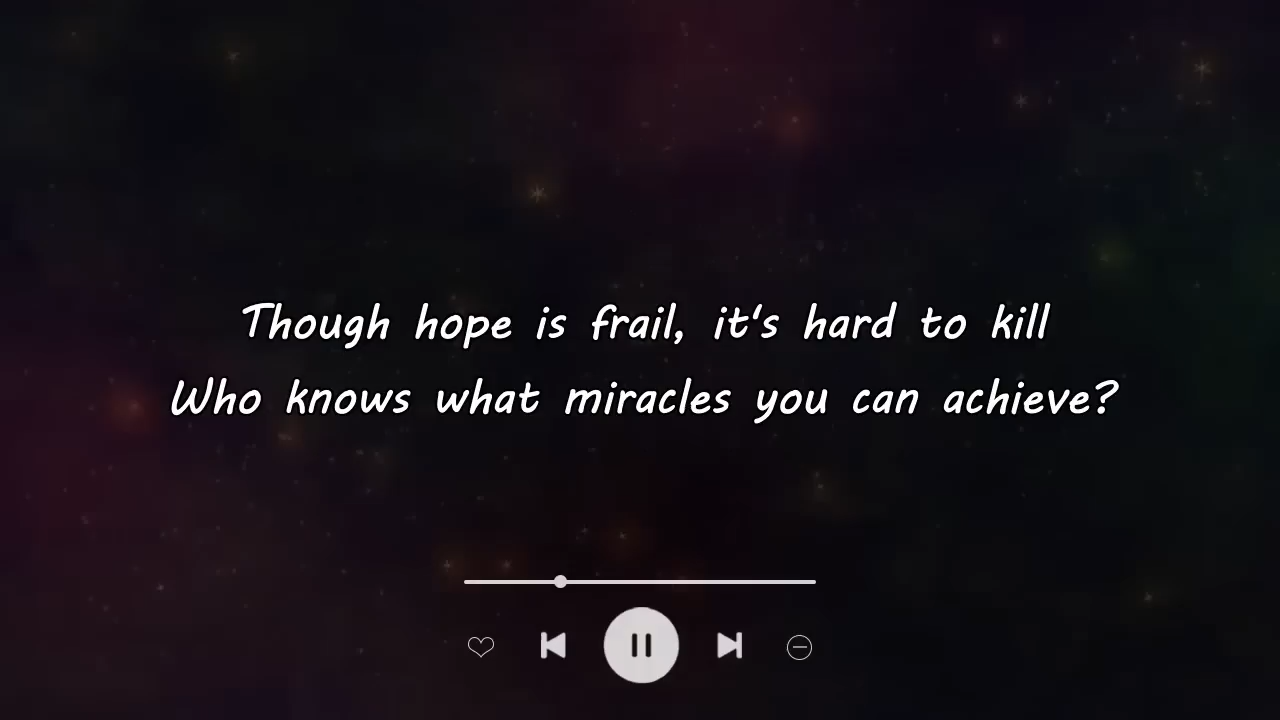 Though hope is frail, it's hard to kill
Who knows what miracles you can achieve?